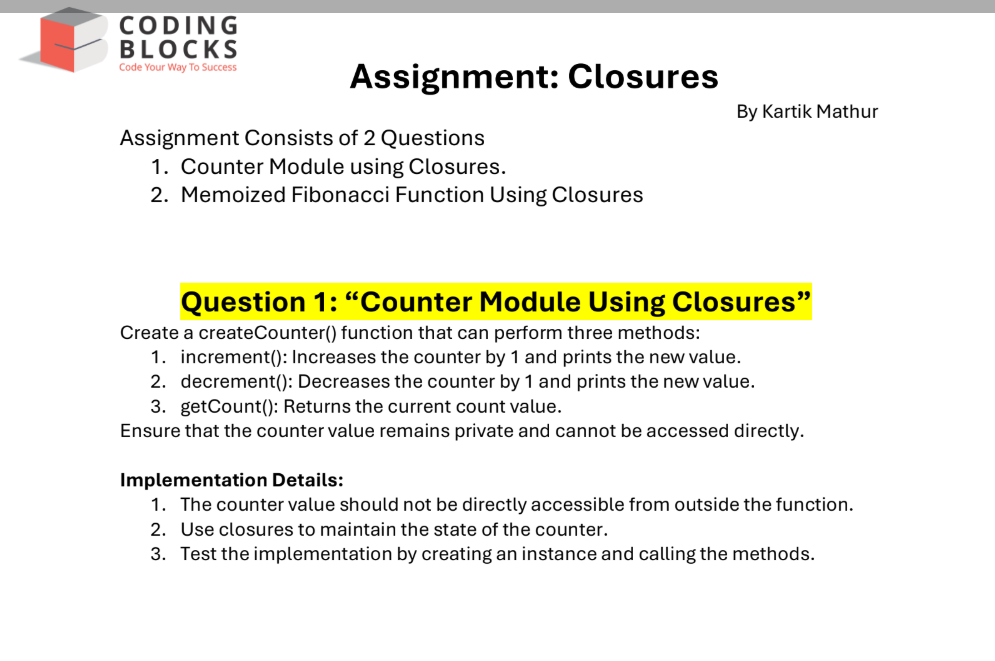 CODING
BLOCKS
Code Your Way To Success
Assignment: Closures
By Kartik Mathur
Assignment Consists of 2 Questions
1. Counter Module using Closures.
2. Memoized Fibonacci Function Using Closures
Question 1: “Counter Module Using Closures”
Create a createCounter() function that can perform three methods:
1. increment(): Increases the counter by 1 and prints the new value.
2. decrement(): Decreases the counter by 1 and prints the new value.
3. getCount(): Returns the current count value.
Ensure that the counter value remains private and cannot be accessed directly.
Implementation Details:
1. The counter value should not be directly accessible from outside the function.
2. Use closures to maintain the state of the counter.
3. Test the implementation by creating an instance and calling the methods.